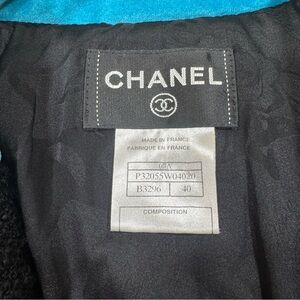 CHANEL
MADE IN FRANCE
FABRIQUE EN FRANCE
P32055W04020
B3296 40
COMPOSITION